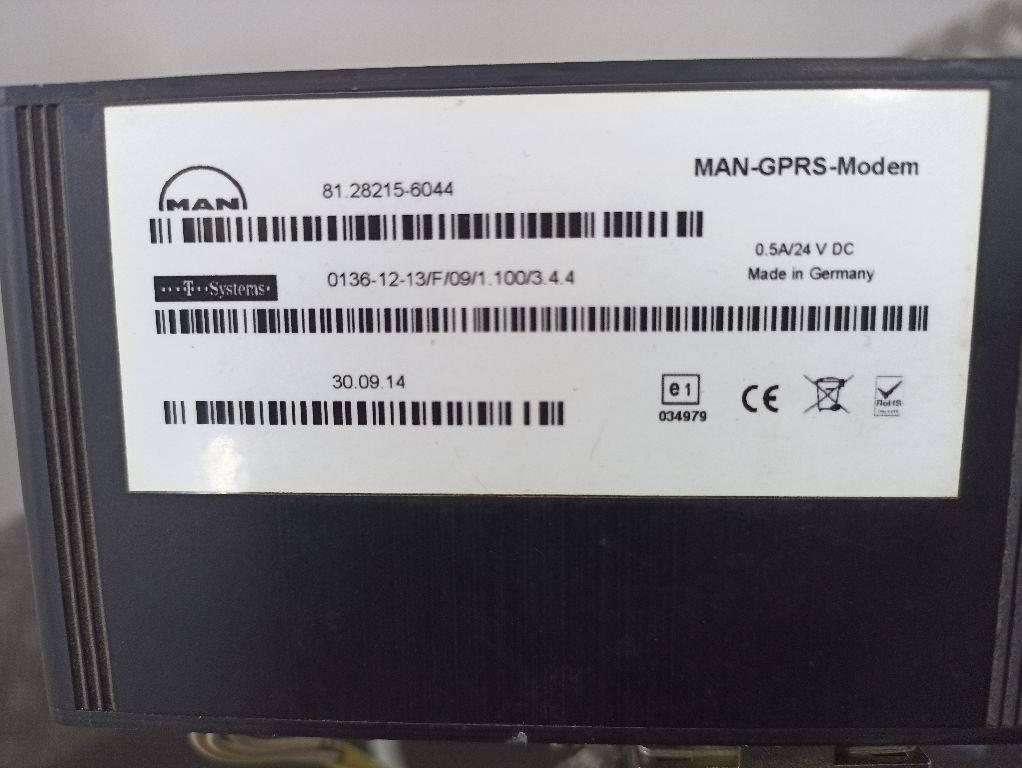 MAN
81.28215-6044
MAN-GPRS-Modem
0.5A/24 V DC
Made in Germany
T Systems
0136-12-13/F/09/1.100/3.4.4
30.09.14
e1
034979
CE
RoHS